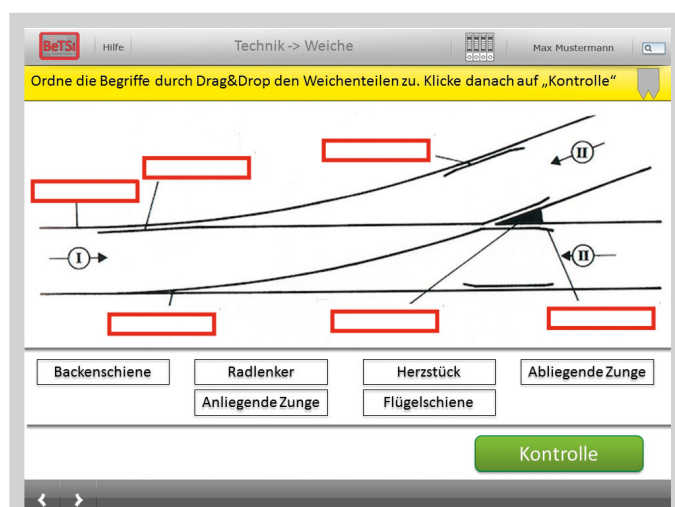 BeTSi Hilfe Technik -> Weiche Max Mustermann
Ordne die Begriffe durch Drag&Drop den Weichenteilen zu. Klicke danach auf „Kontrolle“
II
I
II
Backenschiene Radlenker Herzstück Abliegende Zunge
Anliegende Zunge Flügelschiene
Kontrolle